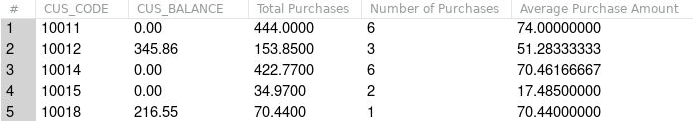 # CUS_CODE CUS_BALANCE Total Purchases Number of Purchases Average Purchase Amount
1 10011 0.00 444.0000 6 74.00000000
2 10012 345.86 153.8500 3 51.28333333
3 10014 0.00 422.7700 6 70.46166667
4 10015 0.00 34.9700 2 17.48500000
5 10018 216.55 70.4400 1 70.44000000